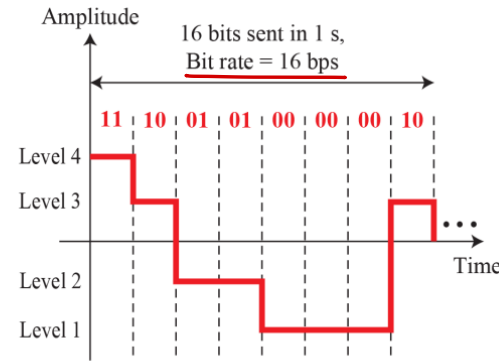 Amplitude
16 bits sent in 1 s,
Bit rate = 16 bps
11 10 01 01 00 00 00 10
Level 4
Level 3
Time
Level 2
Level 1